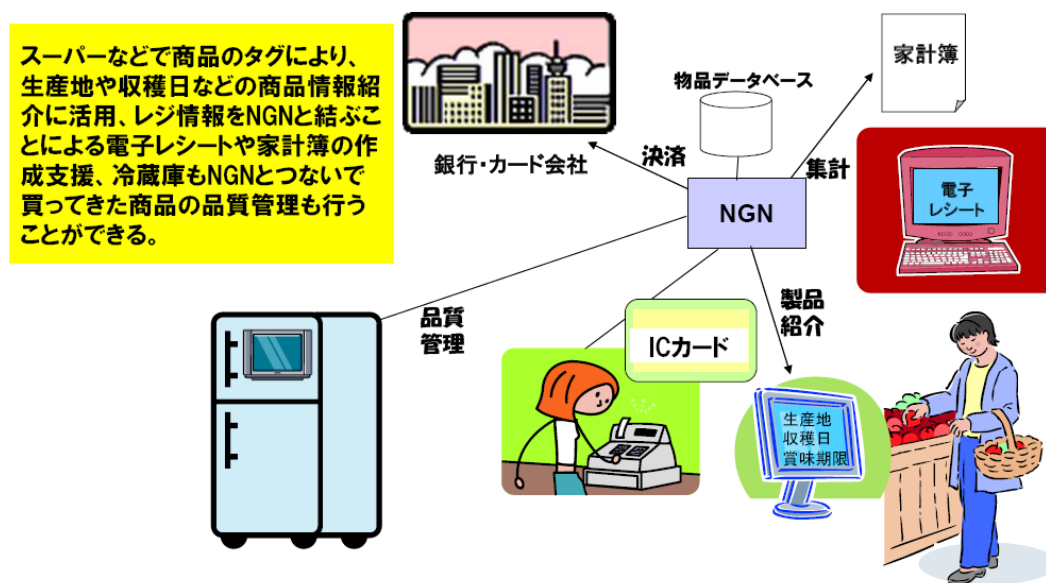 スーパーなどで商品のタグにより、
生産地や収穫日などの商品情報紹
介に活用、レジ情報をNGNと結ぶこ
とによる電子レシートや家計簿の作
成支援、冷蔵庫もNGNとつないで
買ってきた商品の品質管理も行う
ことができる。
銀行・カード会社
物品データベース
家計簿
決済
集計
NGN
電子
レシート
品質
管理
ICカード
製品
紹介
生産地
収穫日
賞味期限